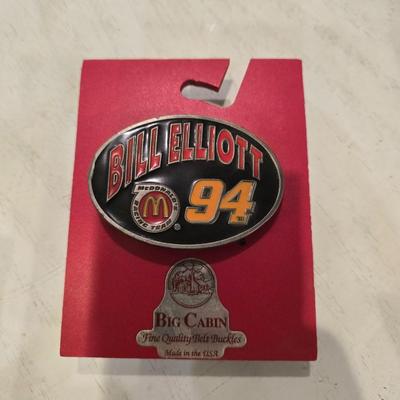 BILL ELLIOTT
McDONALD'S
RACING TEAM
94
®
BIG CABIN
Fine Quality Belt Buckles
Made in the USA